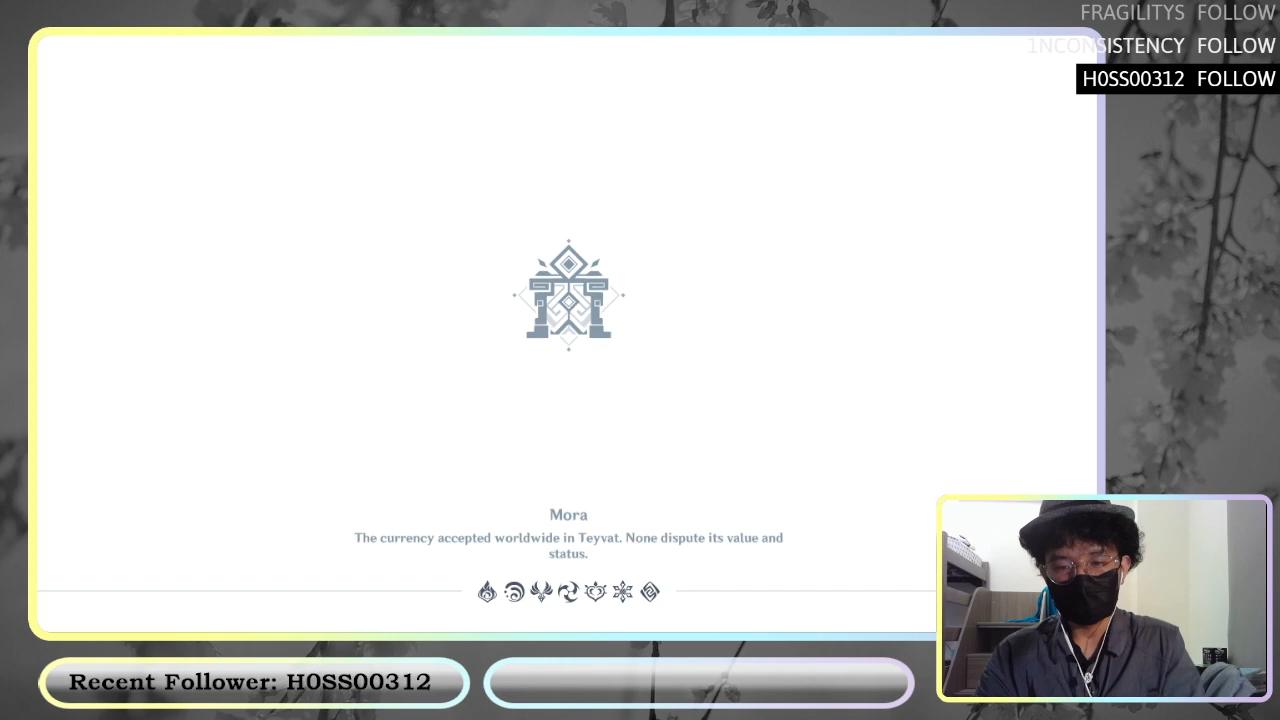 FRAGILITYS FOLLOW
1NCONSISTENCY FOLLOW
H0SS00312 FOLLOW
Mora
The currency accepted worldwide in Teyvat. None dispute its value and
status.
Recent Follower: H0SS00312